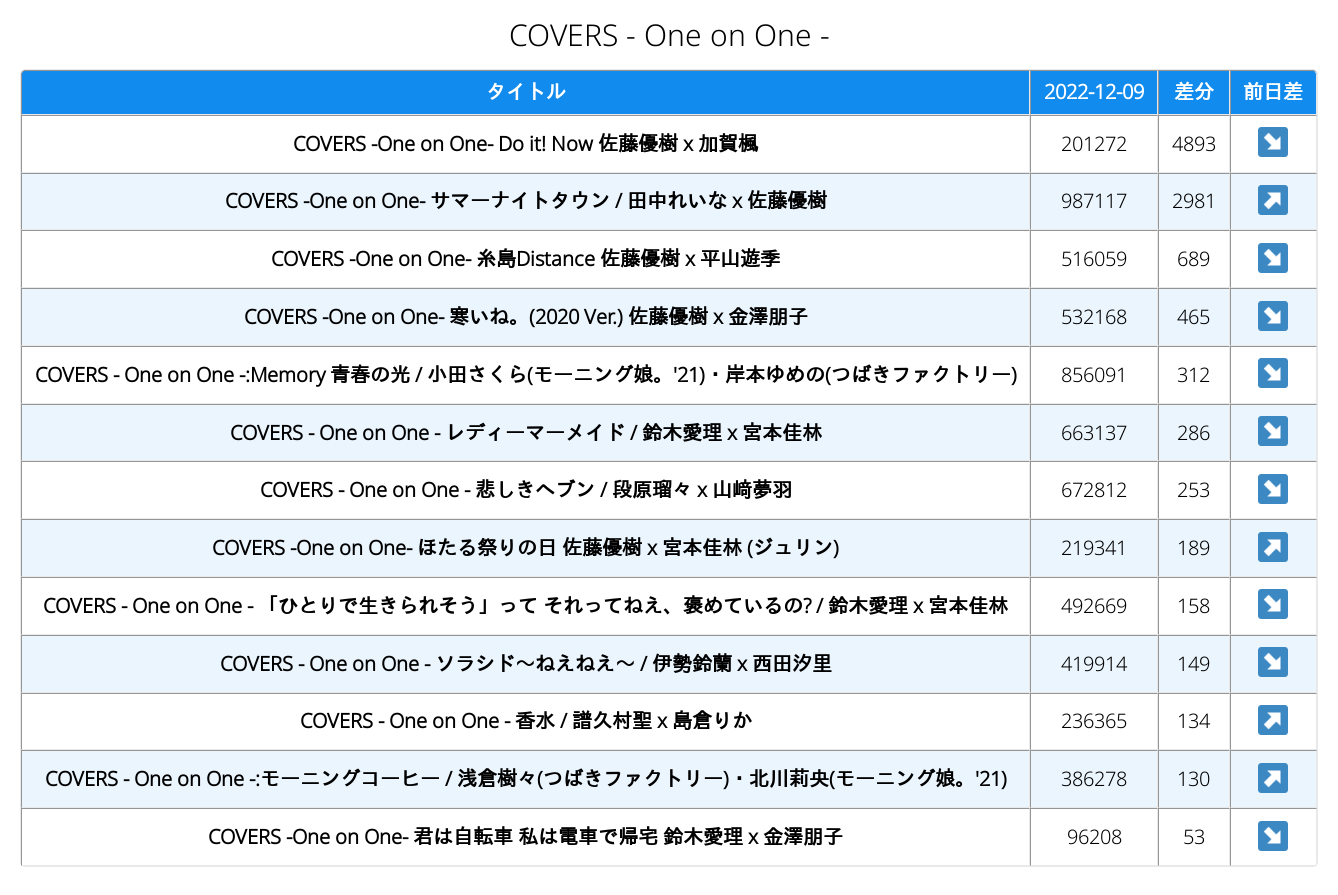 COVERS - One on One -
タイトル 2022-12-09 差分 前日差
COVERS -One on One- Do it! Now 佐藤優樹 x 加賀楓 201272 4893
COVERS -One on One- サマーナイトタウン / 田中れいな x 佐藤優樹 987117 2981
COVERS -One on One- 糸島Distance 佐藤優樹 x 平山遊季 516059 689
COVERS -One on One- 寒いね。(2020 Ver.) 佐藤優樹 x 金澤朋子 532168 465
COVERS - One on One -:Memory 青春の光 / 小田さくら(モーニング娘。'21)・岸本ゆめの(つばきファクトリー) 856091 312
COVERS - One on One - レディーマーメイド / 鈴木愛理 x 宮本佳林 663137 286
COVERS - One on One - 悲しきヘブン / 段原瑠々 x 山﨑夢羽 672812 253
COVERS -One on One- ほたる祭りの日 佐藤優樹 x 宮本佳林 (ジュリン) 219341 189
COVERS - One on One - 「ひとりで生きられそう」って それってねえ、褒めているの? / 鈴木愛理 x 宮本佳林 492669 158
COVERS - One on One - ソラシド～ねえねえ～ / 伊勢鈴蘭 x 西田汐里 419914 149
COVERS - One on One - 香水 / 譜久村聖 x 島倉りか 236365 134
COVERS - One on One -:モーニングコーヒー / 浅倉樹々(つばきファクトリー)・北川莉央(モーニング娘。'21) 386278 130
COVERS -One on One- 君は自転車 私は電車で帰宅 鈴木愛理 x 金澤朋子 96208 53